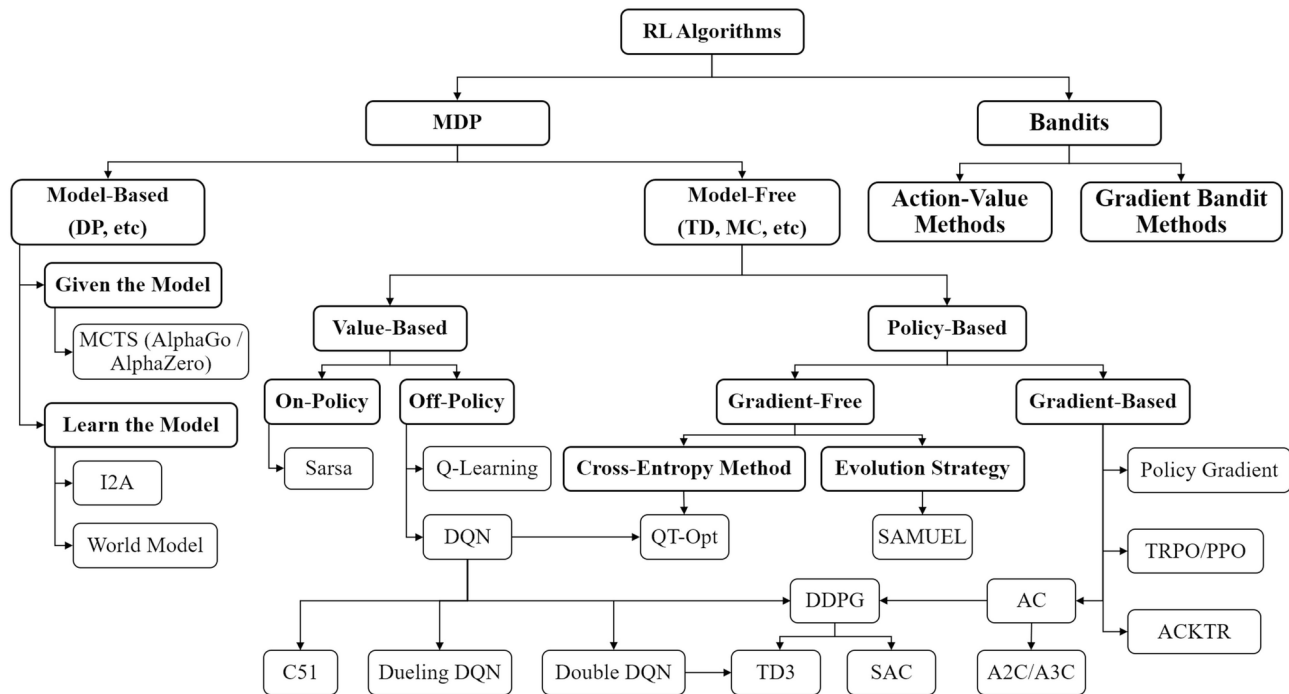 RL Algorithms
MDP
Bandits
Model-Based
(DP, etc)
Model-Free
(TD, MC, etc)
Action-Value
Methods
Gradient Bandit
Methods
Given the Model
MCTS (AlphaGo /
AlphaZero)
Learn the Model
I2A
World Model
Value-Based
Policy-Based
On-Policy
Off-Policy
Gradient-Free
Gradient-Based
Sarsa
Q-Learning
Cross-Entropy Method
Evolution Strategy
Policy Gradient
DQN
QT-Opt
SAMUEL
TRPO/PPO
DDPG
AC
ACKTR
C51
Dueling DQN
Double DQN
TD3
SAC
A2C/A3C